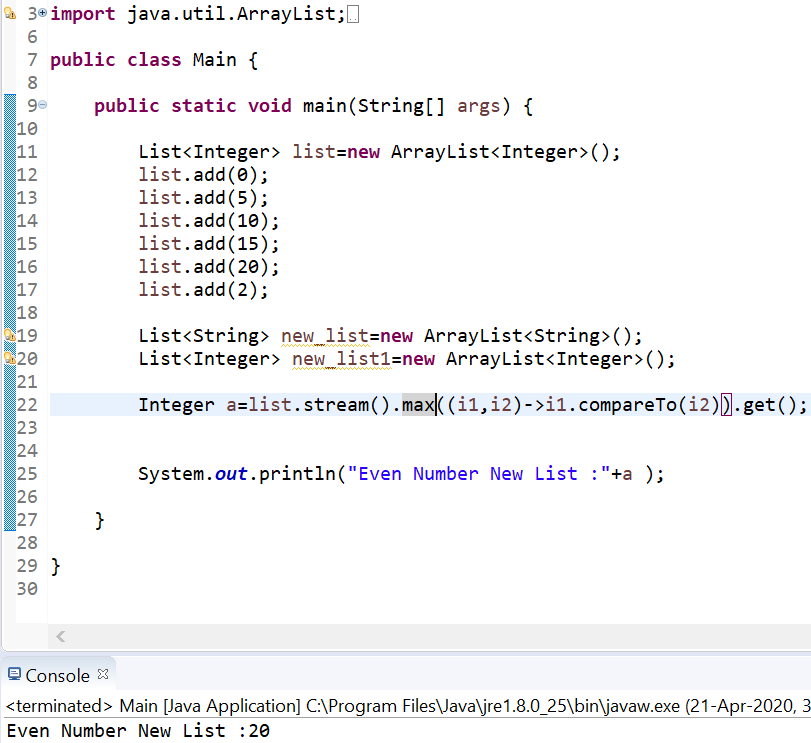 3 import java.util.ArrayList;
6
7 public class Main {
8
9 public static void main(String[] args) {
10
11 List<Integer> list=new ArrayList<Integer>();
12 list.add(0);
13 list.add(5);
14 list.add(10);
15 list.add(15);
16 list.add(20);
17 list.add(2);
18
19 List<String> new_list=new ArrayList<String>();
20 List<Integer> new_list1=new ArrayList<Integer>();
21
22 Integer a=list.stream().max((i1,i2)->i1.compareTo(i2)).get();
23
24
25 System.out.println("Even Number New List :"+a );
26
27 }
28
29 }
30
Console
<terminated> Main [Java Application] C:\Program Files\Java\jre1.8.0_25\bin\javaw.exe (21-Apr-2020, 3
Even Number New List :20